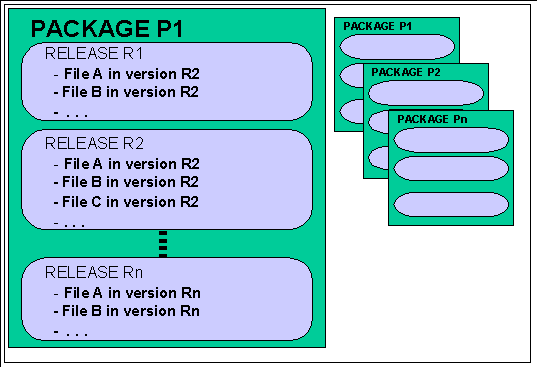 PACKAGE P1
RELEASE R1
- File A in version R2
- File B in version R2
- . . .
RELEASE R2
- File A in version R2
- File B in version R2
- File C in version R2
- . . .
RELEASE Rn
- File A in version Rn
- File B in version Rn
- . . .
PACKAGE P1
PACKAGE P2
PACKAGE Pn